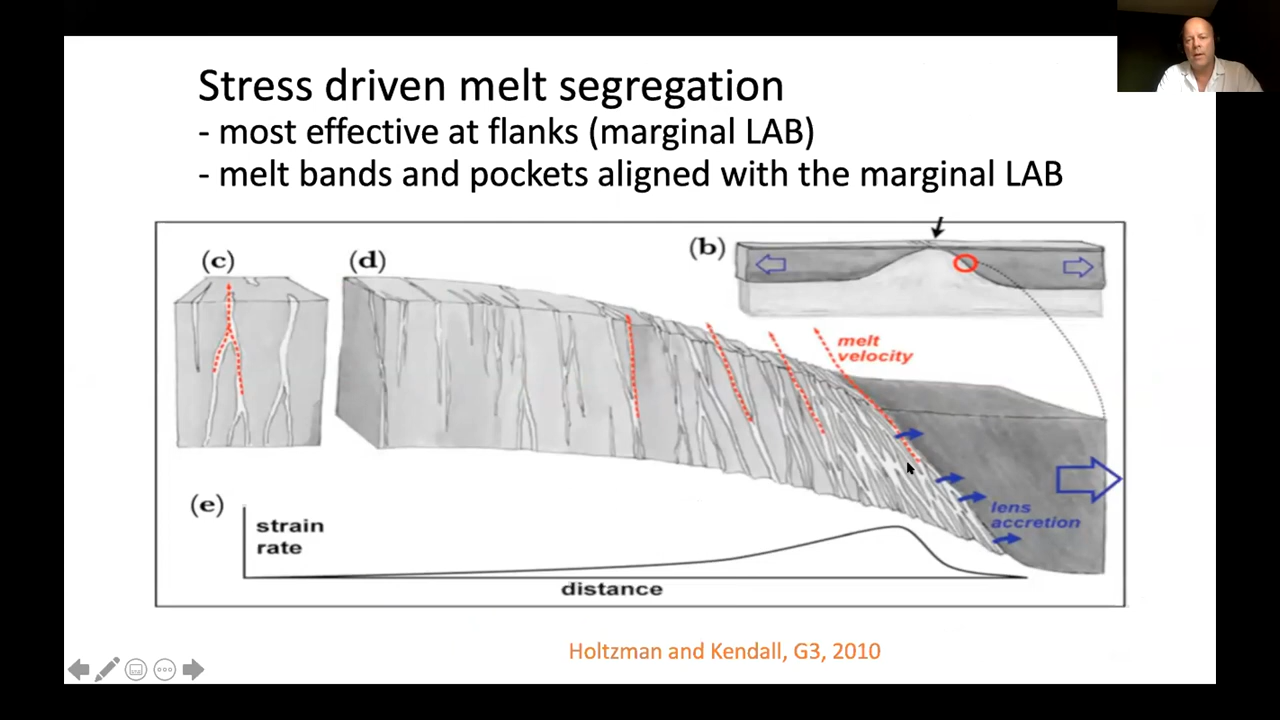 Stress driven melt segregation
- most effective at flanks (marginal LAB)
- melt bands and pockets aligned with the marginal LAB
(c)
(d)
(b)
melt
velocity
(e)
strain
rate
lens
accretion
distance
Holtzman and Kendall, G3, 2010